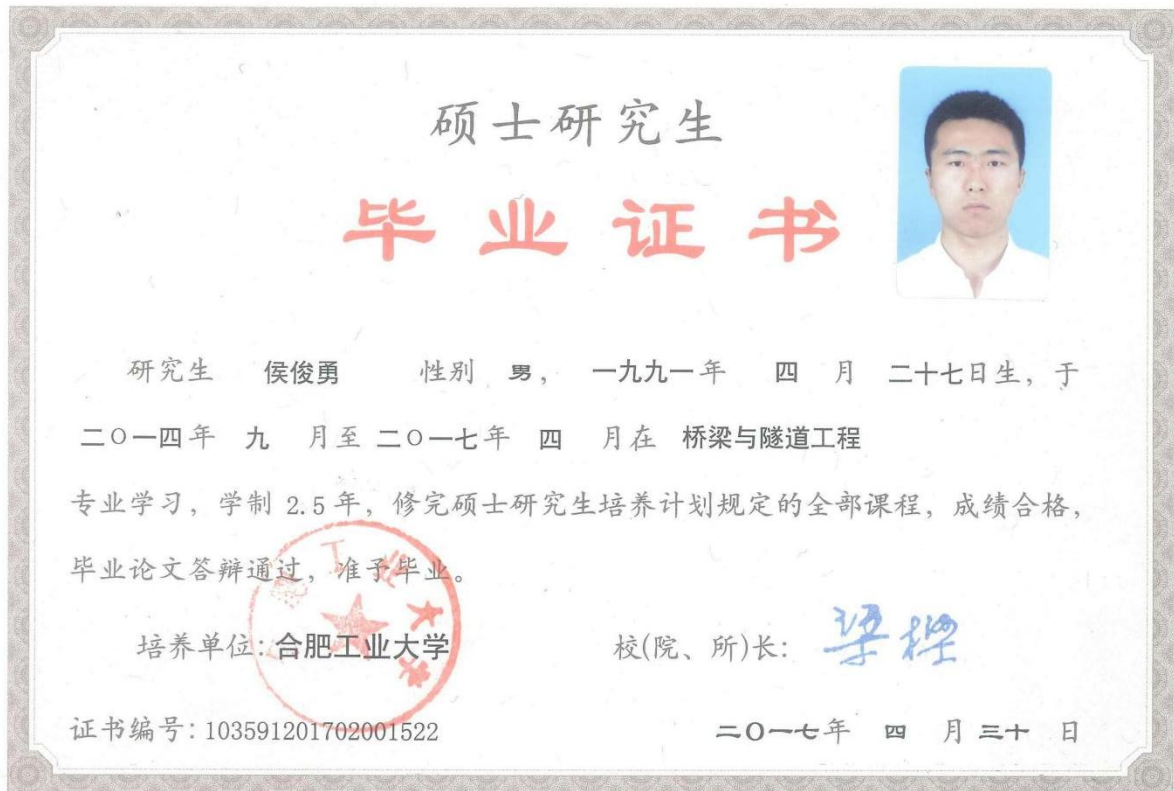 硕士研究生
毕业证书
研究生 侯俊勇 性别 男， 一九九一年 四 月 二十七日生，于
二〇一四年 九 月至 二〇一七年 四 月在 桥梁与隧道工程
专业学习，学制 2.5 年，修完硕士研究生培养计划规定的全部课程，成绩合格，
毕业论文答辩通过，准予毕业。
培养单位：合肥工业大学 校(院、所)长： 梁樑
证书编号：103591201702001522 二〇一七年 四 月 三十 日